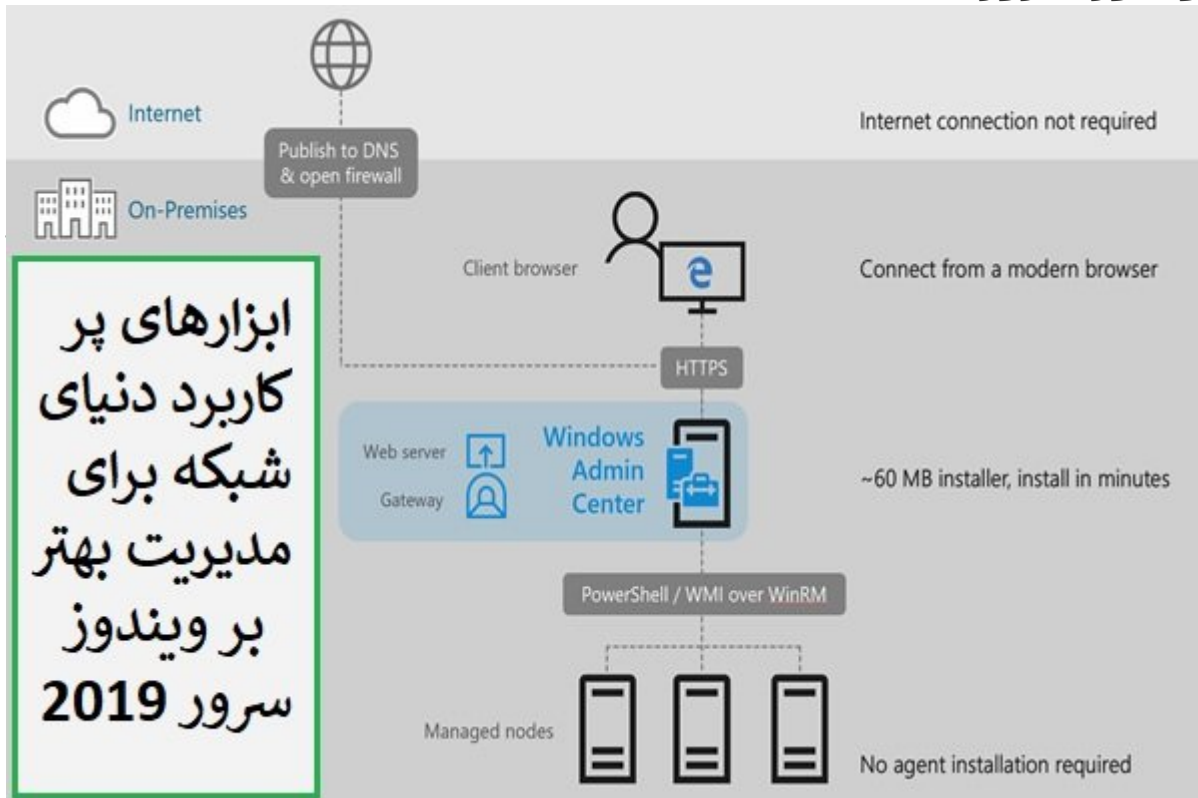 Internet
Internet connection not required
Publish to DNS
& open firewall
On-Premises
Client browser
Connect from a modern browser
HTTPS
Web server
Gateway
Windows
Admin
Center
~60 MB installer, install in minutes
PowerShell / WMI over WinRM
Managed nodes
No agent installation required
ابزارهای پر
کاربرد دنیای
شبکه برای
مدیریت بهتر
بر ویندوز
سرور 2019